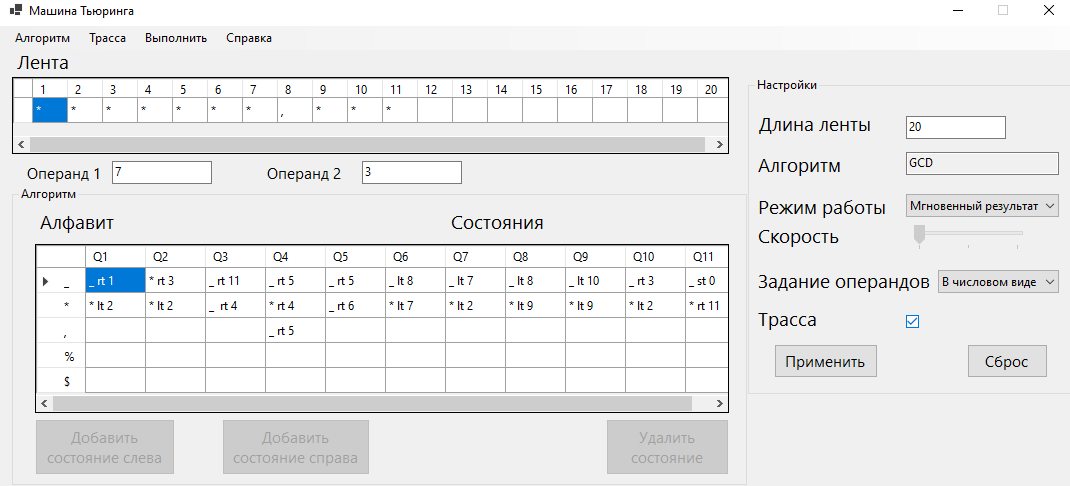 Машина Тьюринга
Алгоритм Трасса Выполнить Справка
Лента
1 2 3 4 5 6 7 8 9 10 11 12 13 14 15 16 17 18 19 20
* * * * * * * , * * *
Операнд 1 7 Операнд 2 3
Алгоритм
Алфавит Состояния
Q1 Q2 Q3 Q4 Q5 Q6 Q7 Q8 Q9 Q10 Q11
_ _ rt 1 * rt 3 _ rt 11 _ rt 5 _ rt 5 _ lt 8 _ lt 7 _ lt 8 _ lt 10 _ rt 3 _ st 0
* * lt 2 * lt 2 _ rt 4 * rt 4 _ rt 6 * lt 7 * lt 2 * lt 9 * lt 9 * lt 2 * rt 11
, _ rt 5
%
$
Добавить состояние слева
Добавить состояние справа
Удалить состояние
Настройки
Длина ленты 20
Алгоритм GCD
Режим работы Мгновенный результат
Скорость
Задание операндов В числовом виде
Трасса
Применить Сброс